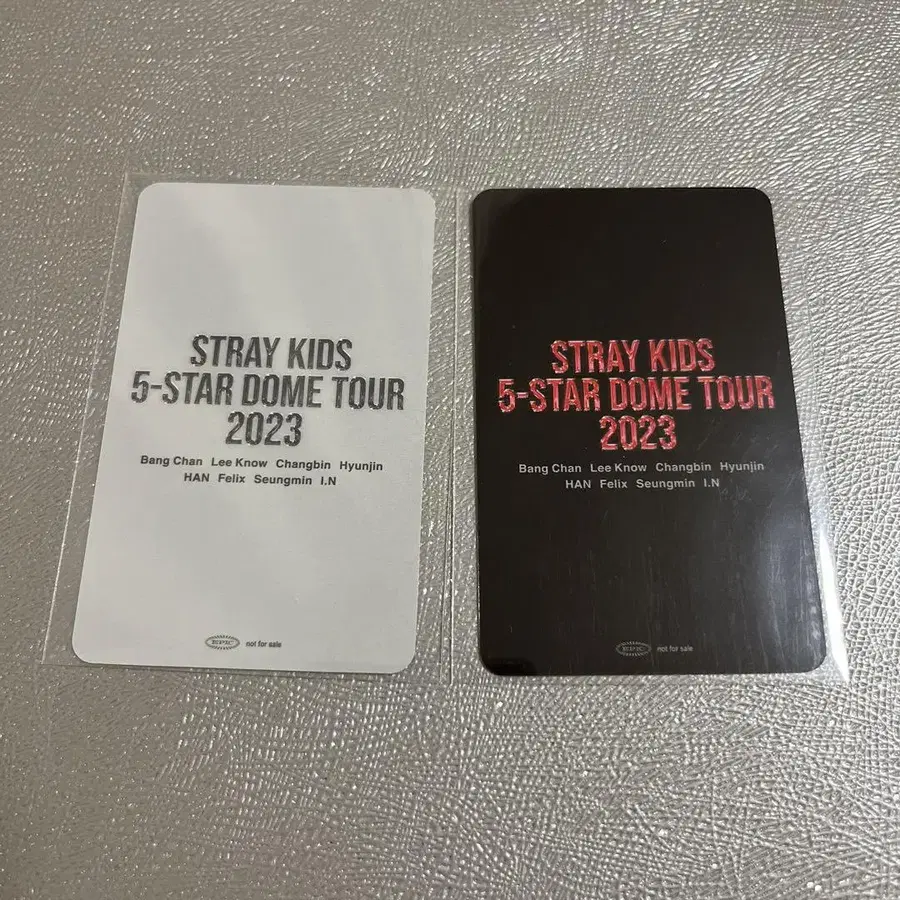 STRAY KIDS
5-STAR DOME TOUR
2023
Bang Chan Lee Know Changbin Hyunjin
HAN Felix Seungmin I.N
EPIC not for sale
STRAY KIDS
5-STAR DOME TOUR
2023
Bang Chan Lee Know Changbin Hyunjin
HAN Felix Seungmin I.N
EPIC not for sale